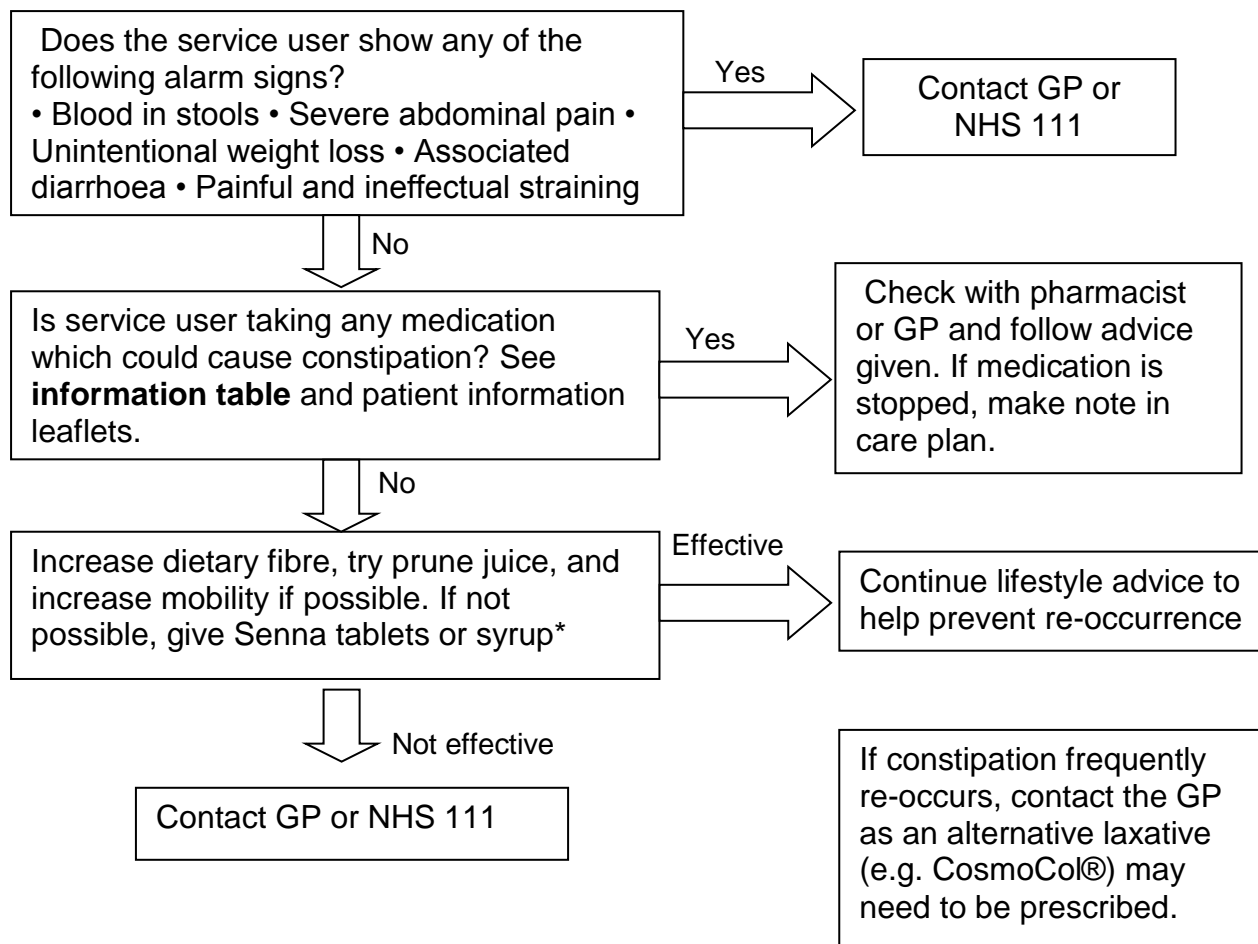 Does the service user show any of the
following alarm signs?
• Blood in stools • Severe abdominal pain •
Unintentional weight loss • Associated
diarrhoea • Painful and ineffectual straining
Yes
Contact GP or
NHS 111
No
Is service user taking any medication
which could cause constipation? See
information table and patient information
leaflets.
Yes
Check with pharmacist
or GP and follow advice
given. If medication is
stopped, make note in
care plan.
No
Increase dietary fibre, try prune juice, and
increase mobility if possible. If not
possible, give Senna tablets or syrup*
Effective
Continue lifestyle advice to
help prevent re-occurrence
Not effective
Contact GP or NHS 111
If constipation frequently
re-occurs, contact the GP
as an alternative laxative
(e.g. CosmoCol®) may
need to be prescribed.